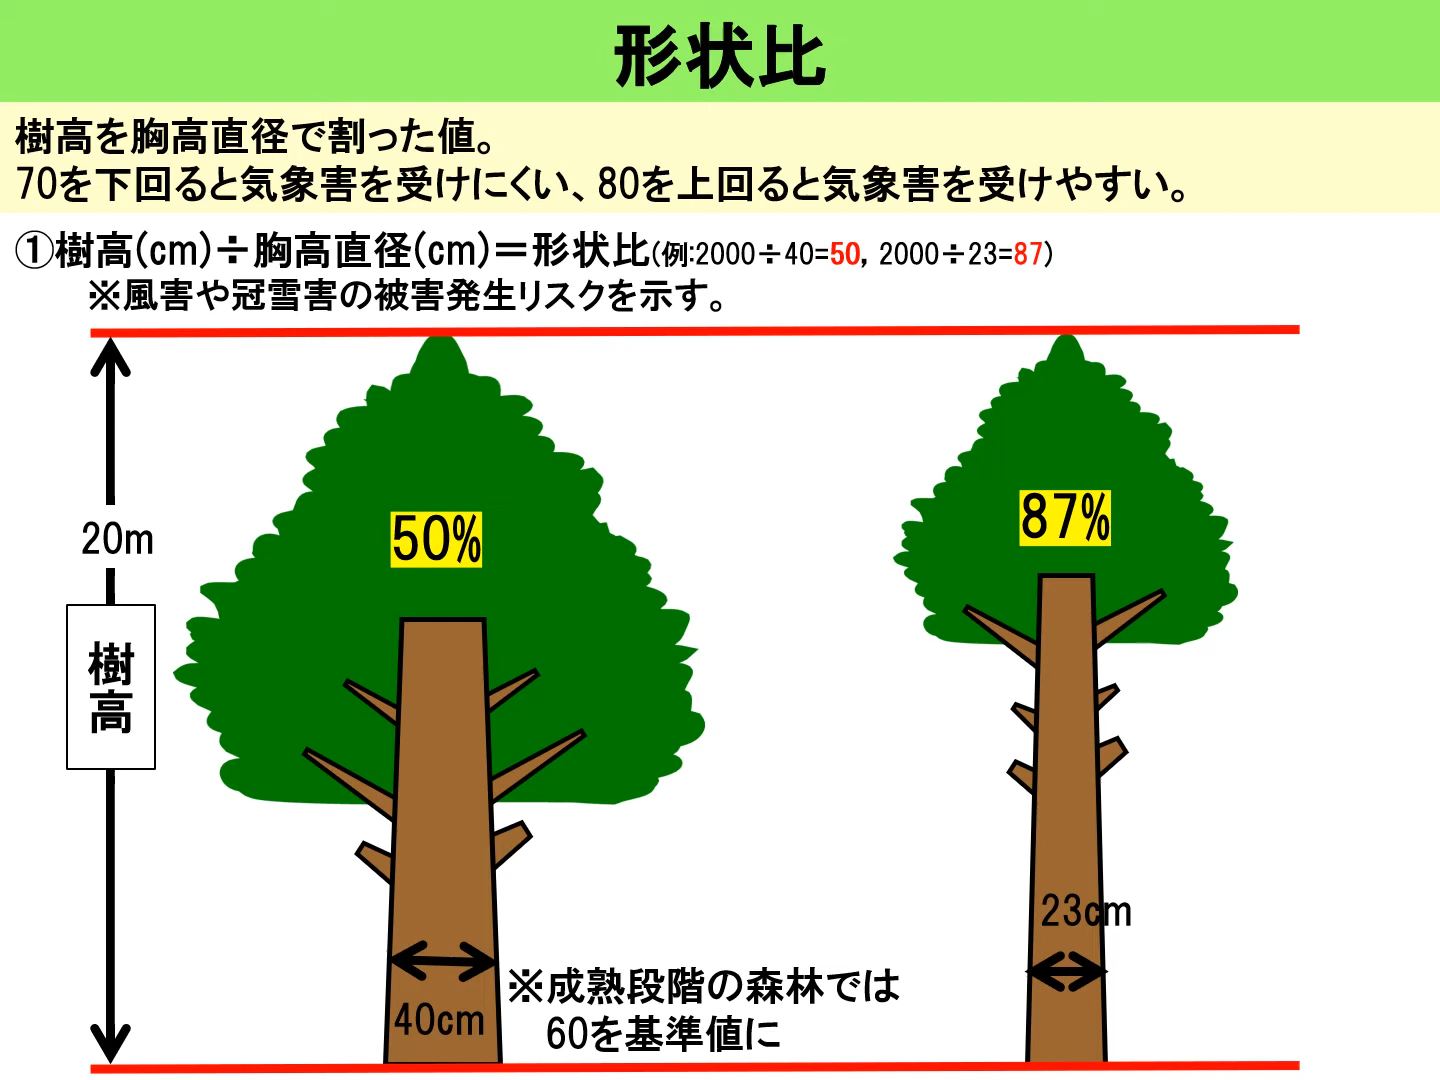 形状比
樹高を胸高直径で割った値。
70を下回ると気象害を受けにくい、80を上回ると気象害を受けやすい。
①樹高(cm)÷胸高直径(cm)＝形状比(例:2000÷40=50, 2000÷23=87)
※風害や冠雪害の被害発生リスクを示す。
50%
87%
20m
樹高
23cm
40cm
※成熟段階の森林では
60を基準値に